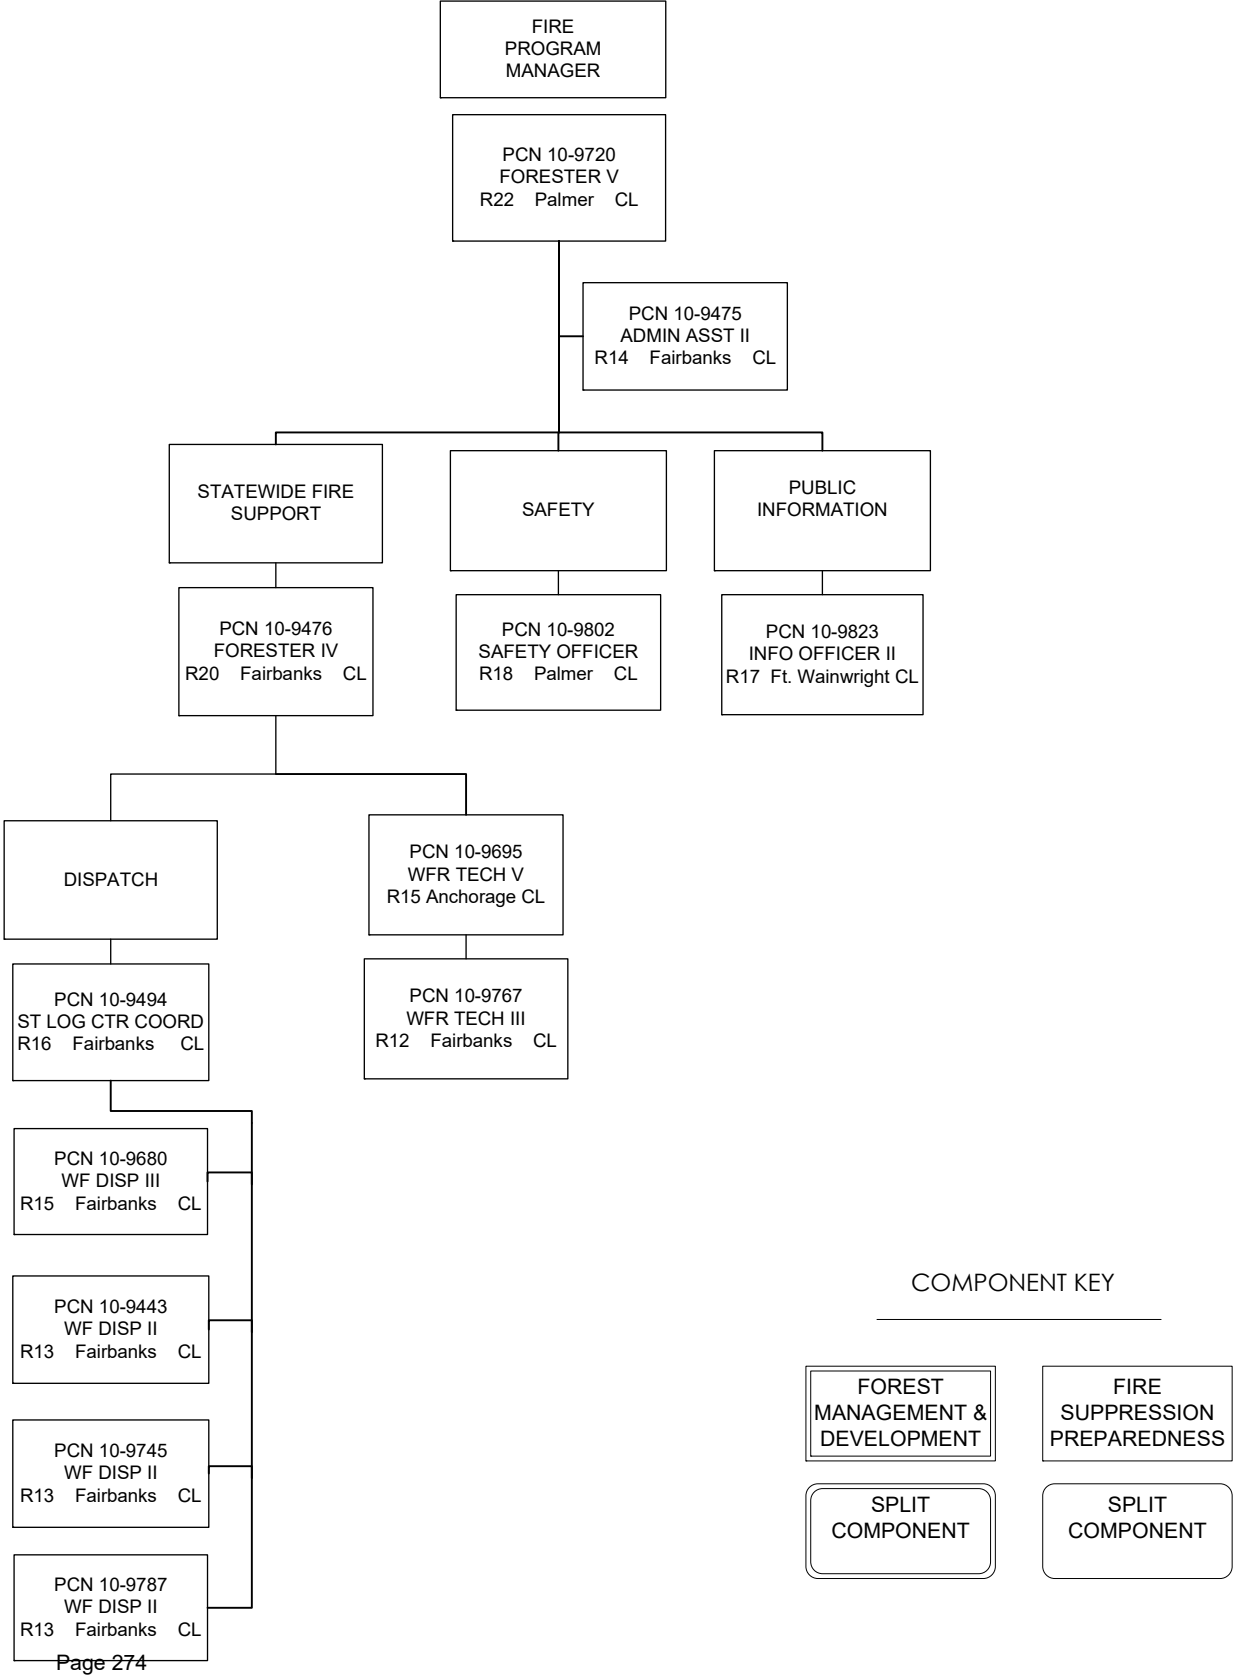 FIRE
PROGRAM
MANAGER
PCN 10-9720
FORESTER V
R22 Palmer CL
PCN 10-9475
ADMIN ASST II
R14 Fairbanks CL
STATEWIDE FIRE
SUPPORT
SAFETY
PUBLIC
INFORMATION
PCN 10-9476
FORESTER IV
R20 Fairbanks CL
PCN 10-9802
SAFETY OFFICER
R18 Palmer CL
PCN 10-9823
INFO OFFICER II
R17 Ft. Wainwright CL
DISPATCH
PCN 10-9695
WFR TECH V
R15 Anchorage CL
PCN 10-9494
ST LOG CTR COORD
R16 Fairbanks CL
PCN 10-9767
WFR TECH III
R12 Fairbanks CL
PCN 10-9680
WF DISP III
R15 Fairbanks CL
PCN 10-9443
WF DISP II
R13 Fairbanks CL
PCN 10-9745
WF DISP II
R13 Fairbanks CL
PCN 10-9787
WF DISP II
R13 Fairbanks CL
COMPONENT KEY
FOREST
MANAGEMENT &
DEVELOPMENT
FIRE
SUPPRESSION
PREPAREDNESS
SPLIT
COMPONENT
SPLIT
COMPONENT
Page 274